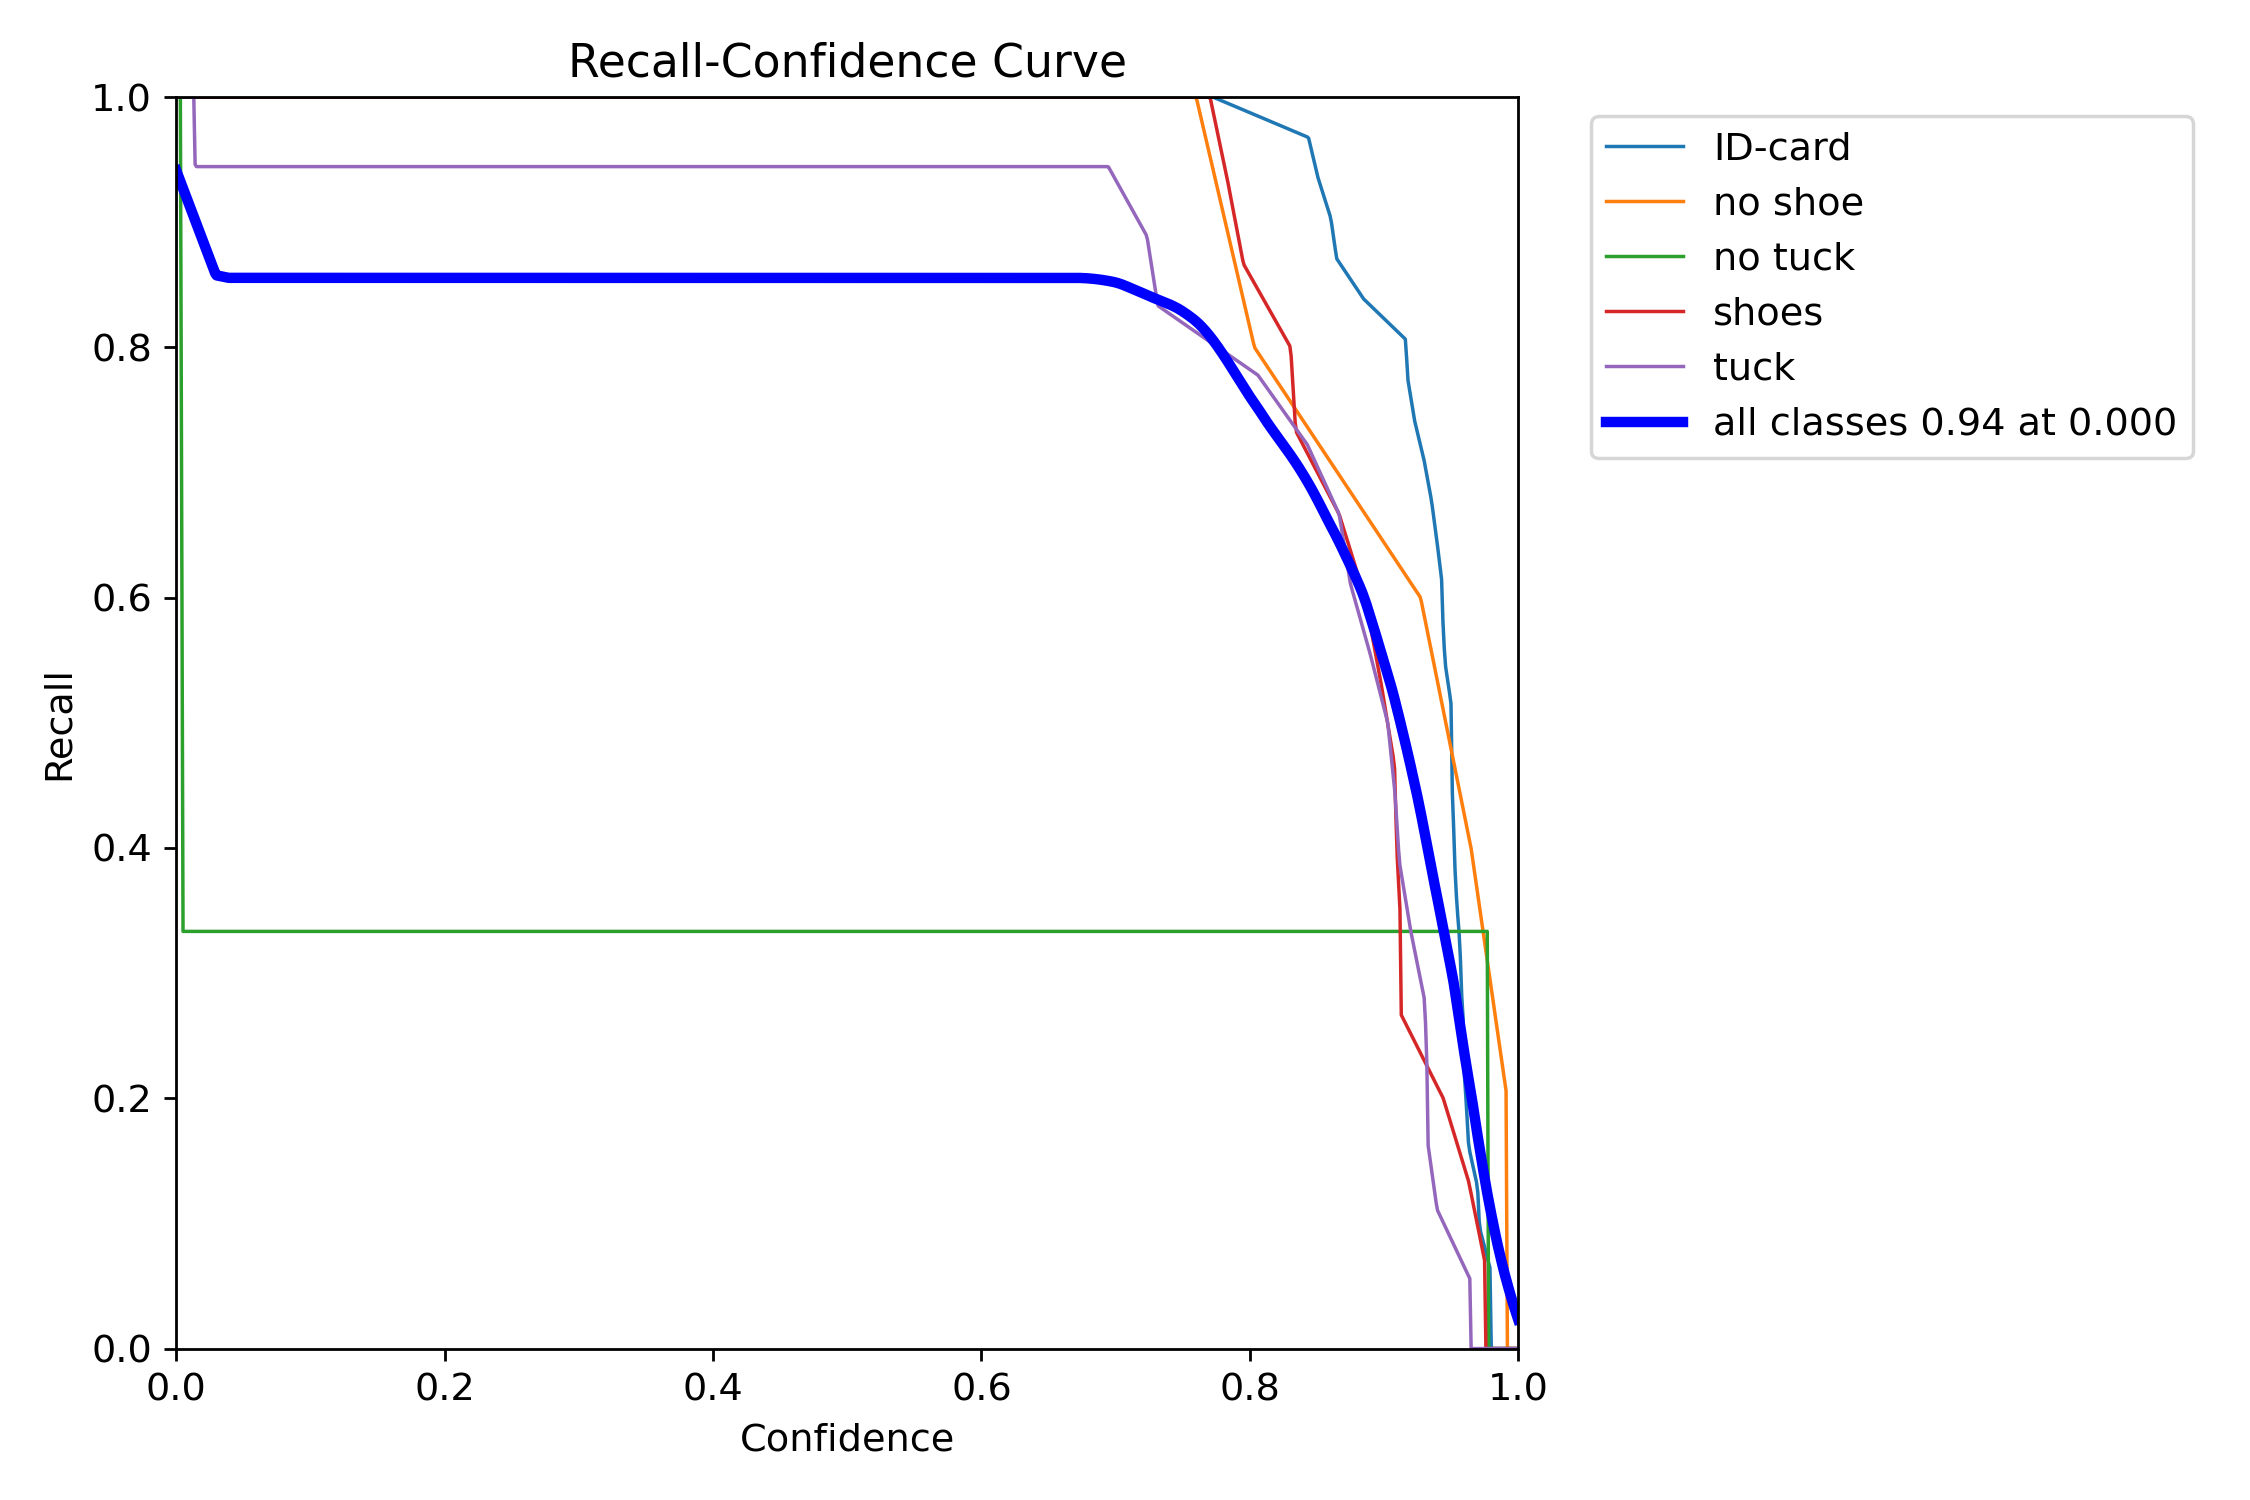 Recall-Confidence Curve
1.0
0.8
0.6
0.4
0.2
0.0
Recall
0.0 0.2 0.4 0.6 0.8 1.0
Confidence
ID-card
no shoe
no tuck
shoes
tuck
all classes 0.94 at 0.000